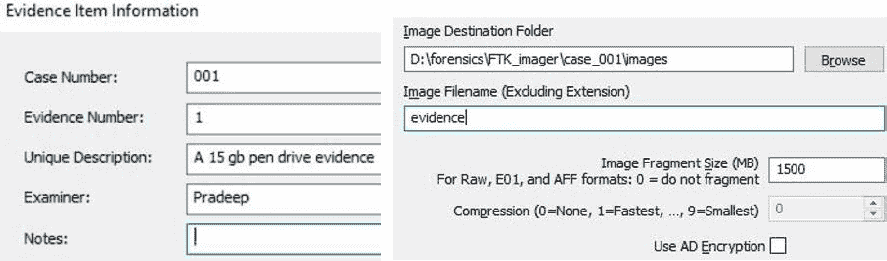 Evidence Item Information
Case Number: 001
Evidence Number: 1
Unique Description: A 15 gb pen drive evidence
Examiner: Pradeep
Notes:
Image Destination Folder
D:\forensics\FTK_imager\case_001\images Browse
Image Filename (Excluding Extension)
evidence
Image Fragment Size (MB) 1500
For Raw, E01, and AFF formats: 0 = do not fragment
Compression (0=None, 1=Fastest, ..., 9=Smallest) 0
Use AD Encryption